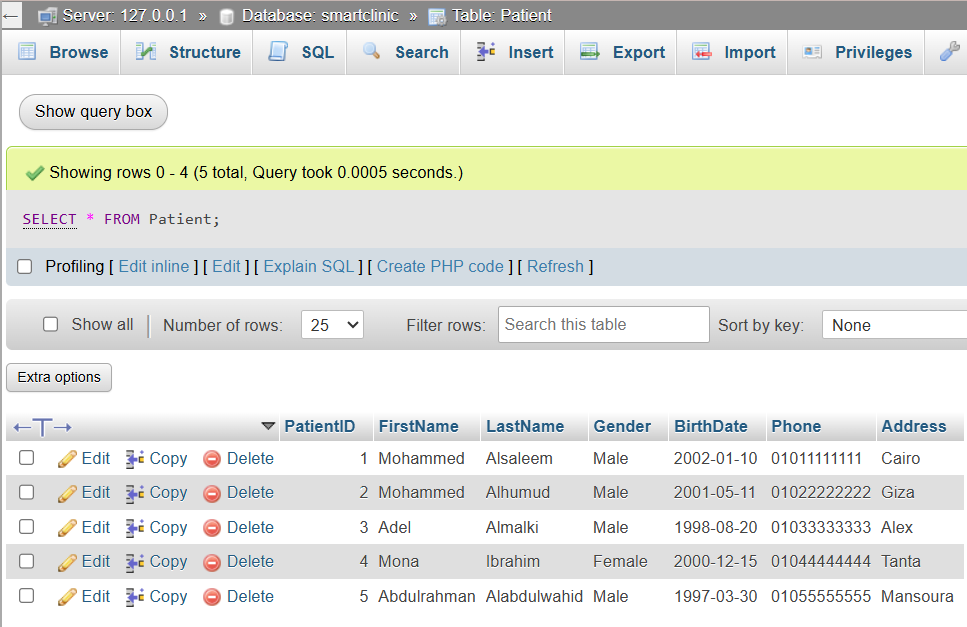 ← Server: 127.0.0.1 » Database: smartclinic » Table: Patient
Browse Structure SQL Search Insert Export Import Privileges
Show query box
Showing rows 0 - 4 (5 total, Query took 0.0005 seconds.)
SELECT * FROM Patient;
Profiling [ Edit inline ] [ Edit ] [ Explain SQL ] [ Create PHP code ] [ Refresh ]
Show all Number of rows: 25 Filter rows: Search this table Sort by key: None
Extra options
←T→ PatientID FirstName LastName Gender BirthDate Phone Address
Edit Copy Delete 1 Mohammed Alsaleem Male 2002-01-10 01011111111 Cairo
Edit Copy Delete 2 Mohammed Alhumud Male 2001-05-11 01022222222 Giza
Edit Copy Delete 3 Adel Almalki Male 1998-08-20 01033333333 Alex
Edit Copy Delete 4 Mona Ibrahim Female 2000-12-15 01044444444 Tanta
Edit Copy Delete 5 Abdulrahman Alabdulwahid Male 1997-03-30 01055555555 Mansoura